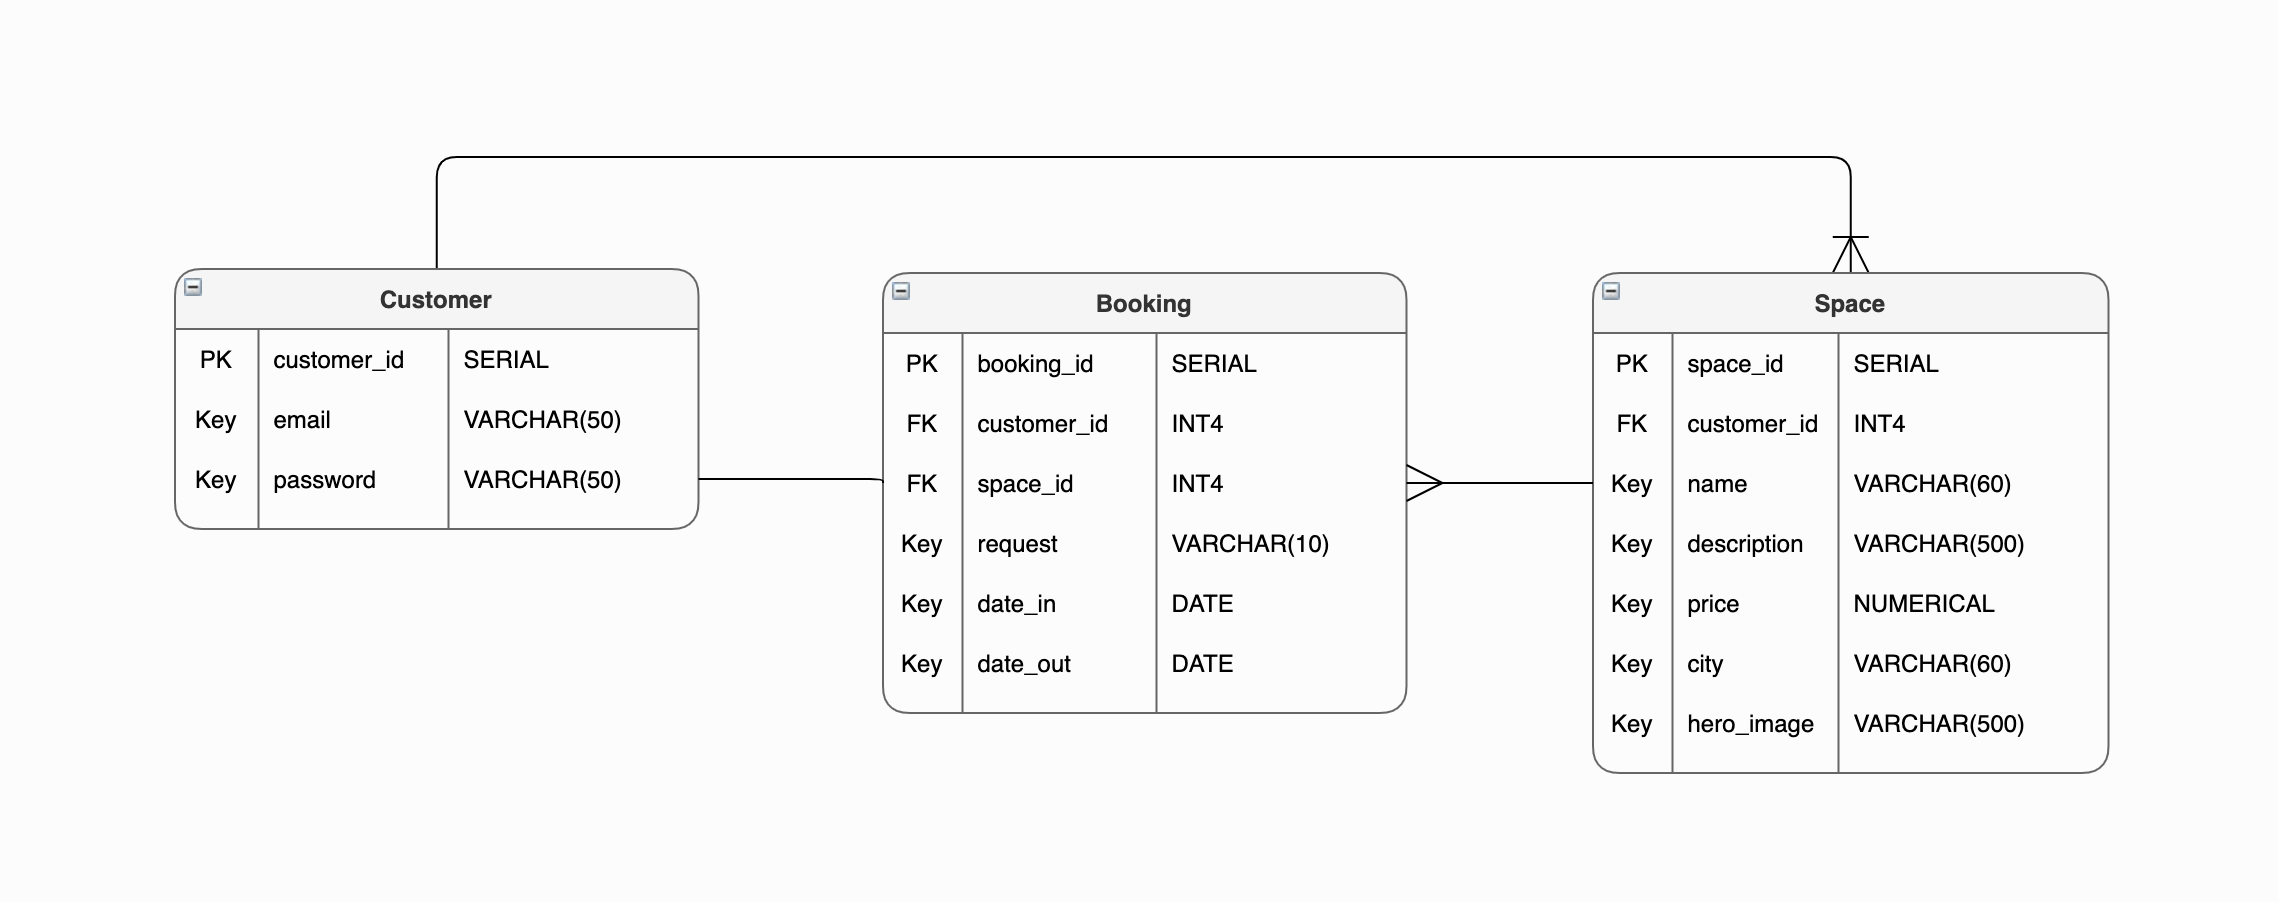 Customer
PK customer_id SERIAL
Key email VARCHAR(50)
Key password VARCHAR(50)
Booking
PK booking_id SERIAL
FK customer_id INT4
FK space_id INT4
Key request VARCHAR(10)
Key date_in DATE
Key date_out DATE
Space
PK space_id SERIAL
FK customer_id INT4
Key name VARCHAR(60)
Key description VARCHAR(500)
Key price NUMERICAL
Key city VARCHAR(60)
Key hero_image VARCHAR(500)